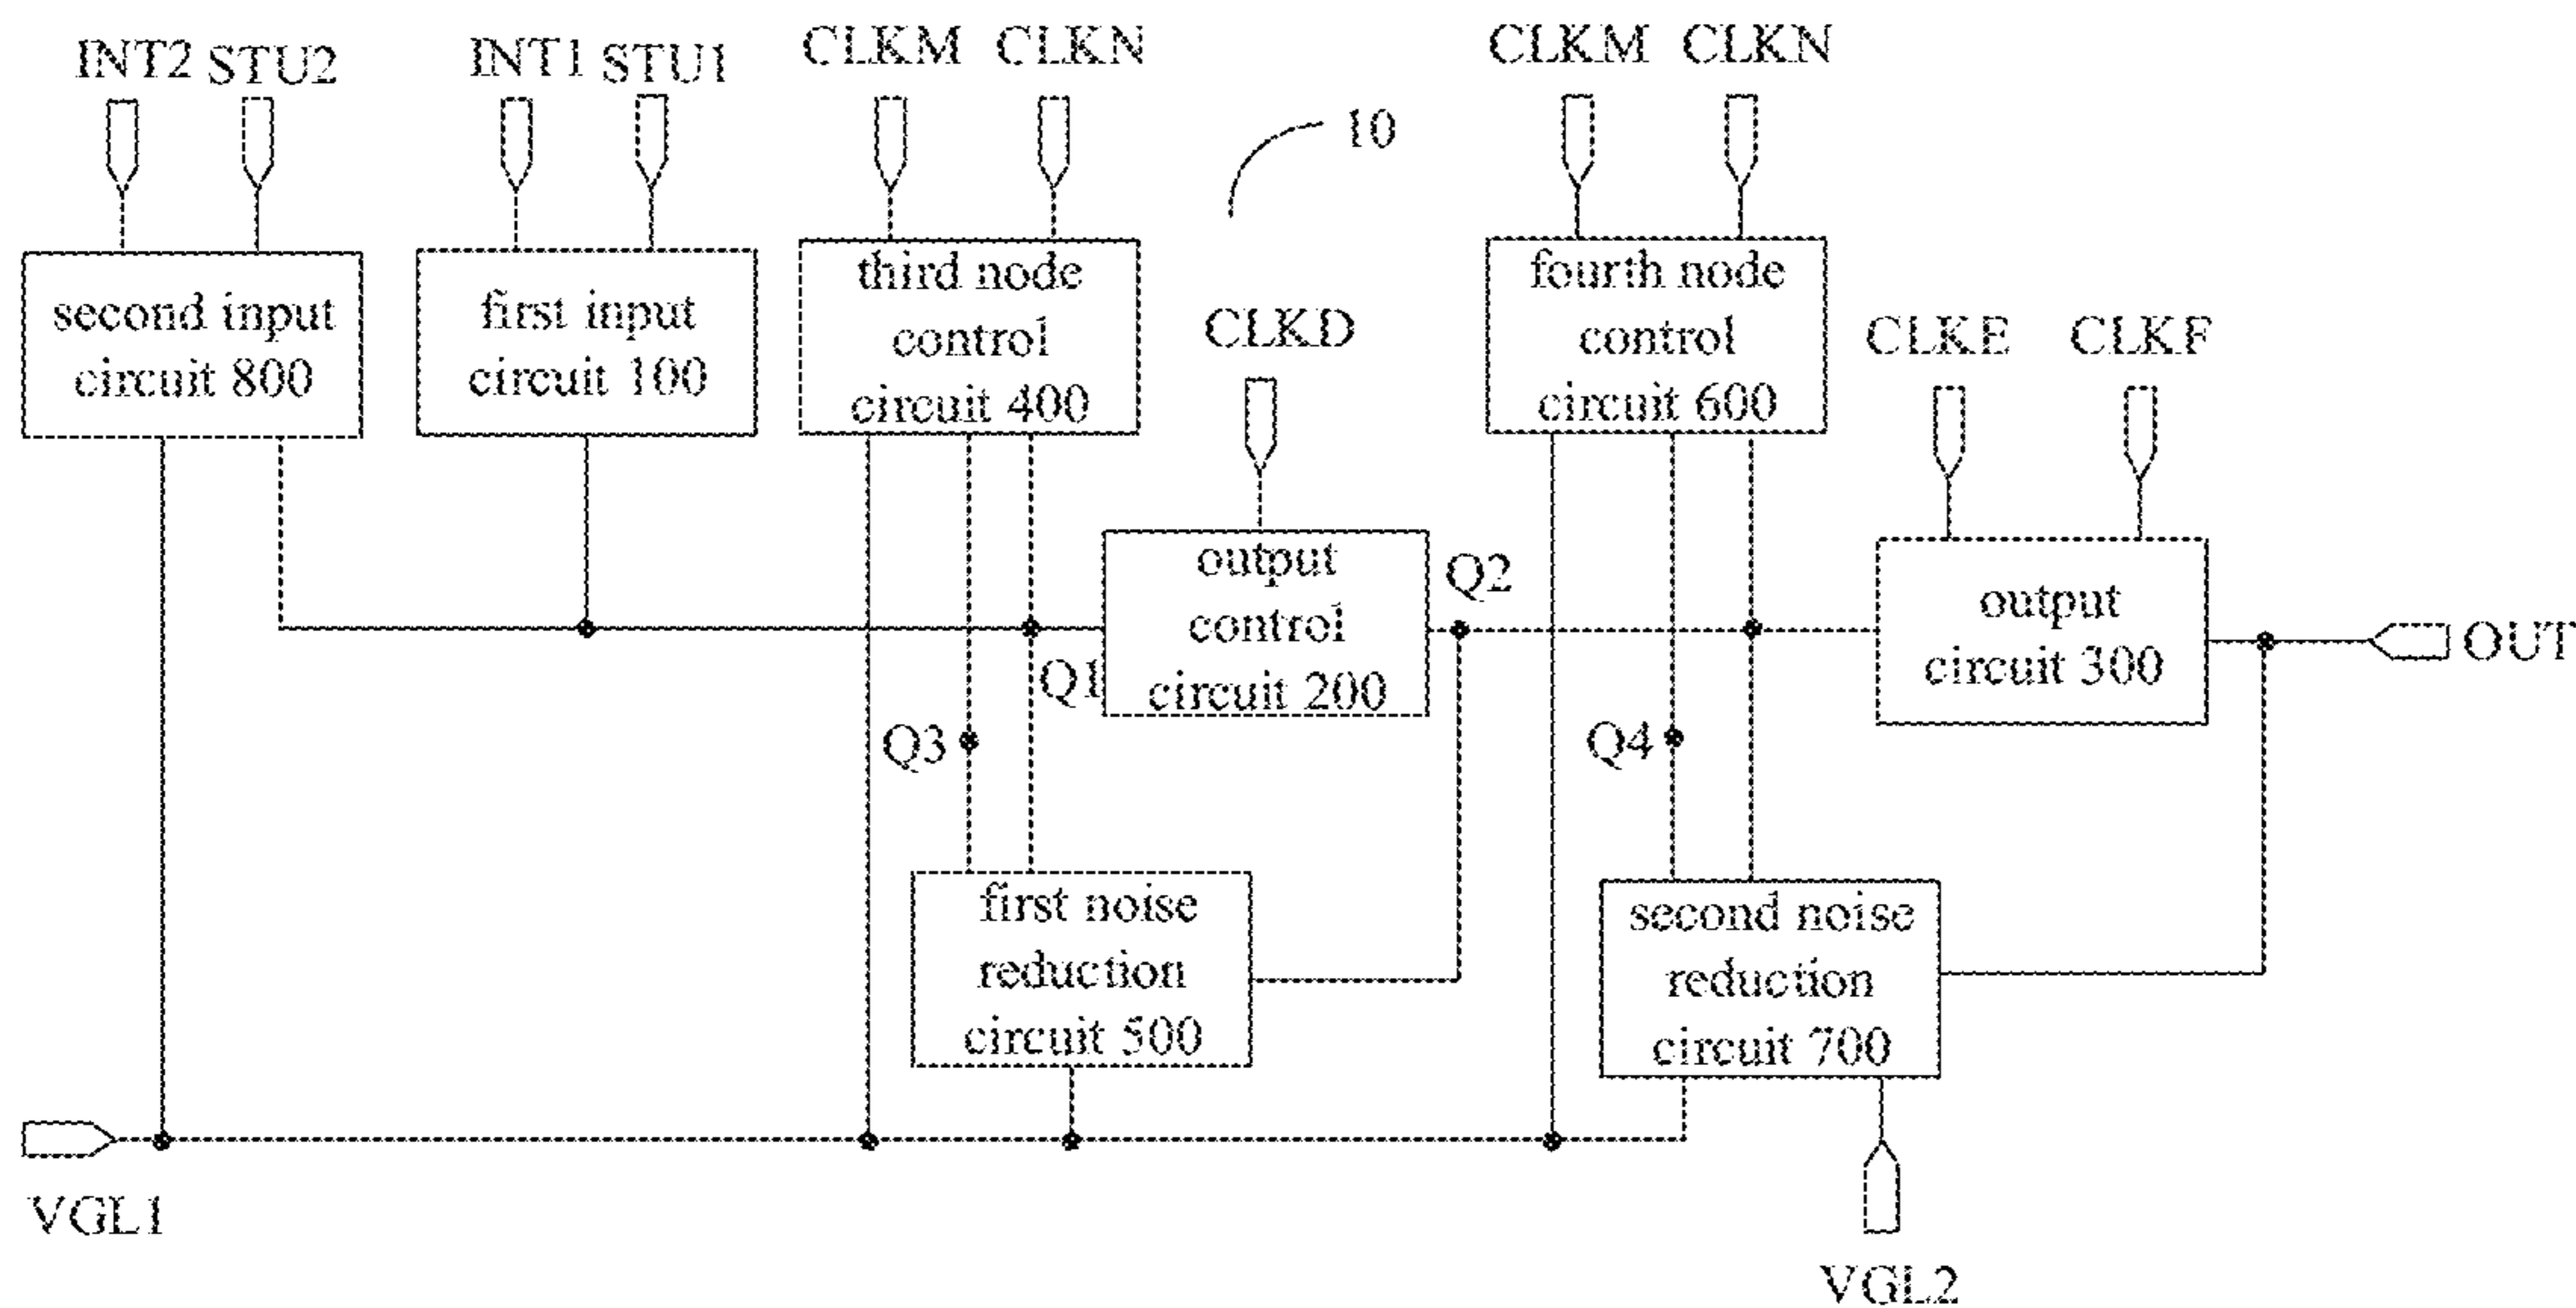 INT2 STU2 INT1 STU1 CLKM CLKN CLKM CLKN
10
second input
circuit 800
first input
circuit 100
third node
control
circuit 400
CLKD
fourth node
control
circuit 600
CLKE CLKF
output
control
circuit 200
Q2
output
circuit 300
OUT
Q1
Q3
Q4
first noise
reduction
circuit 500
second noise
reduction
circuit 700
VGL1
VGL2